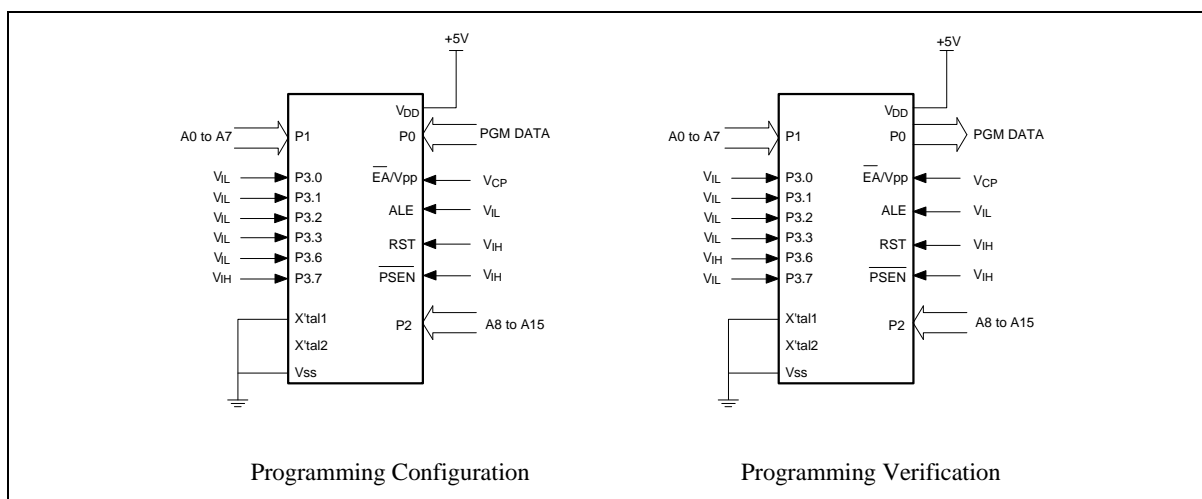 +5V
VDD
A0 to A7 P1 P0 PGM DATA
VIL P3.0 EA/Vpp VCP
VIL P3.1
VIL P3.2 ALE VIL
VIL P3.3 RST VIH
VIL P3.6
VIH P3.7 PSEN VIH
X'tal1 P2 A8 to A15
X'tal2
Vss
Programming Configuration
+5V
VDD
A0 to A7 P1 P0 PGM DATA
VIL P3.0 EA/Vpp VCP
VIL P3.1
VIL P3.2 ALE VIL
VIL P3.3 RST VIH
VIH P3.6
VIL P3.7 PSEN VIH
X'tal1 P2 A8 to A15
X'tal2
Vss
Programming Verification